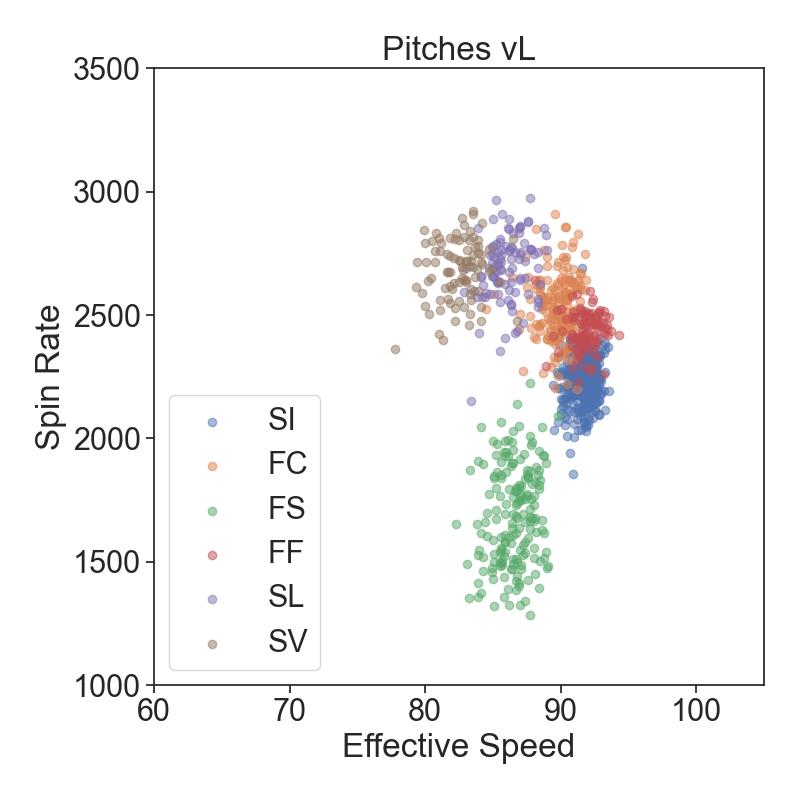 Pitches vL
3500
3000
2500
2000
1500
1000
Spin Rate
SI
FC
FS
FF
SL
SV
60 70 80 90 100
Effective Speed